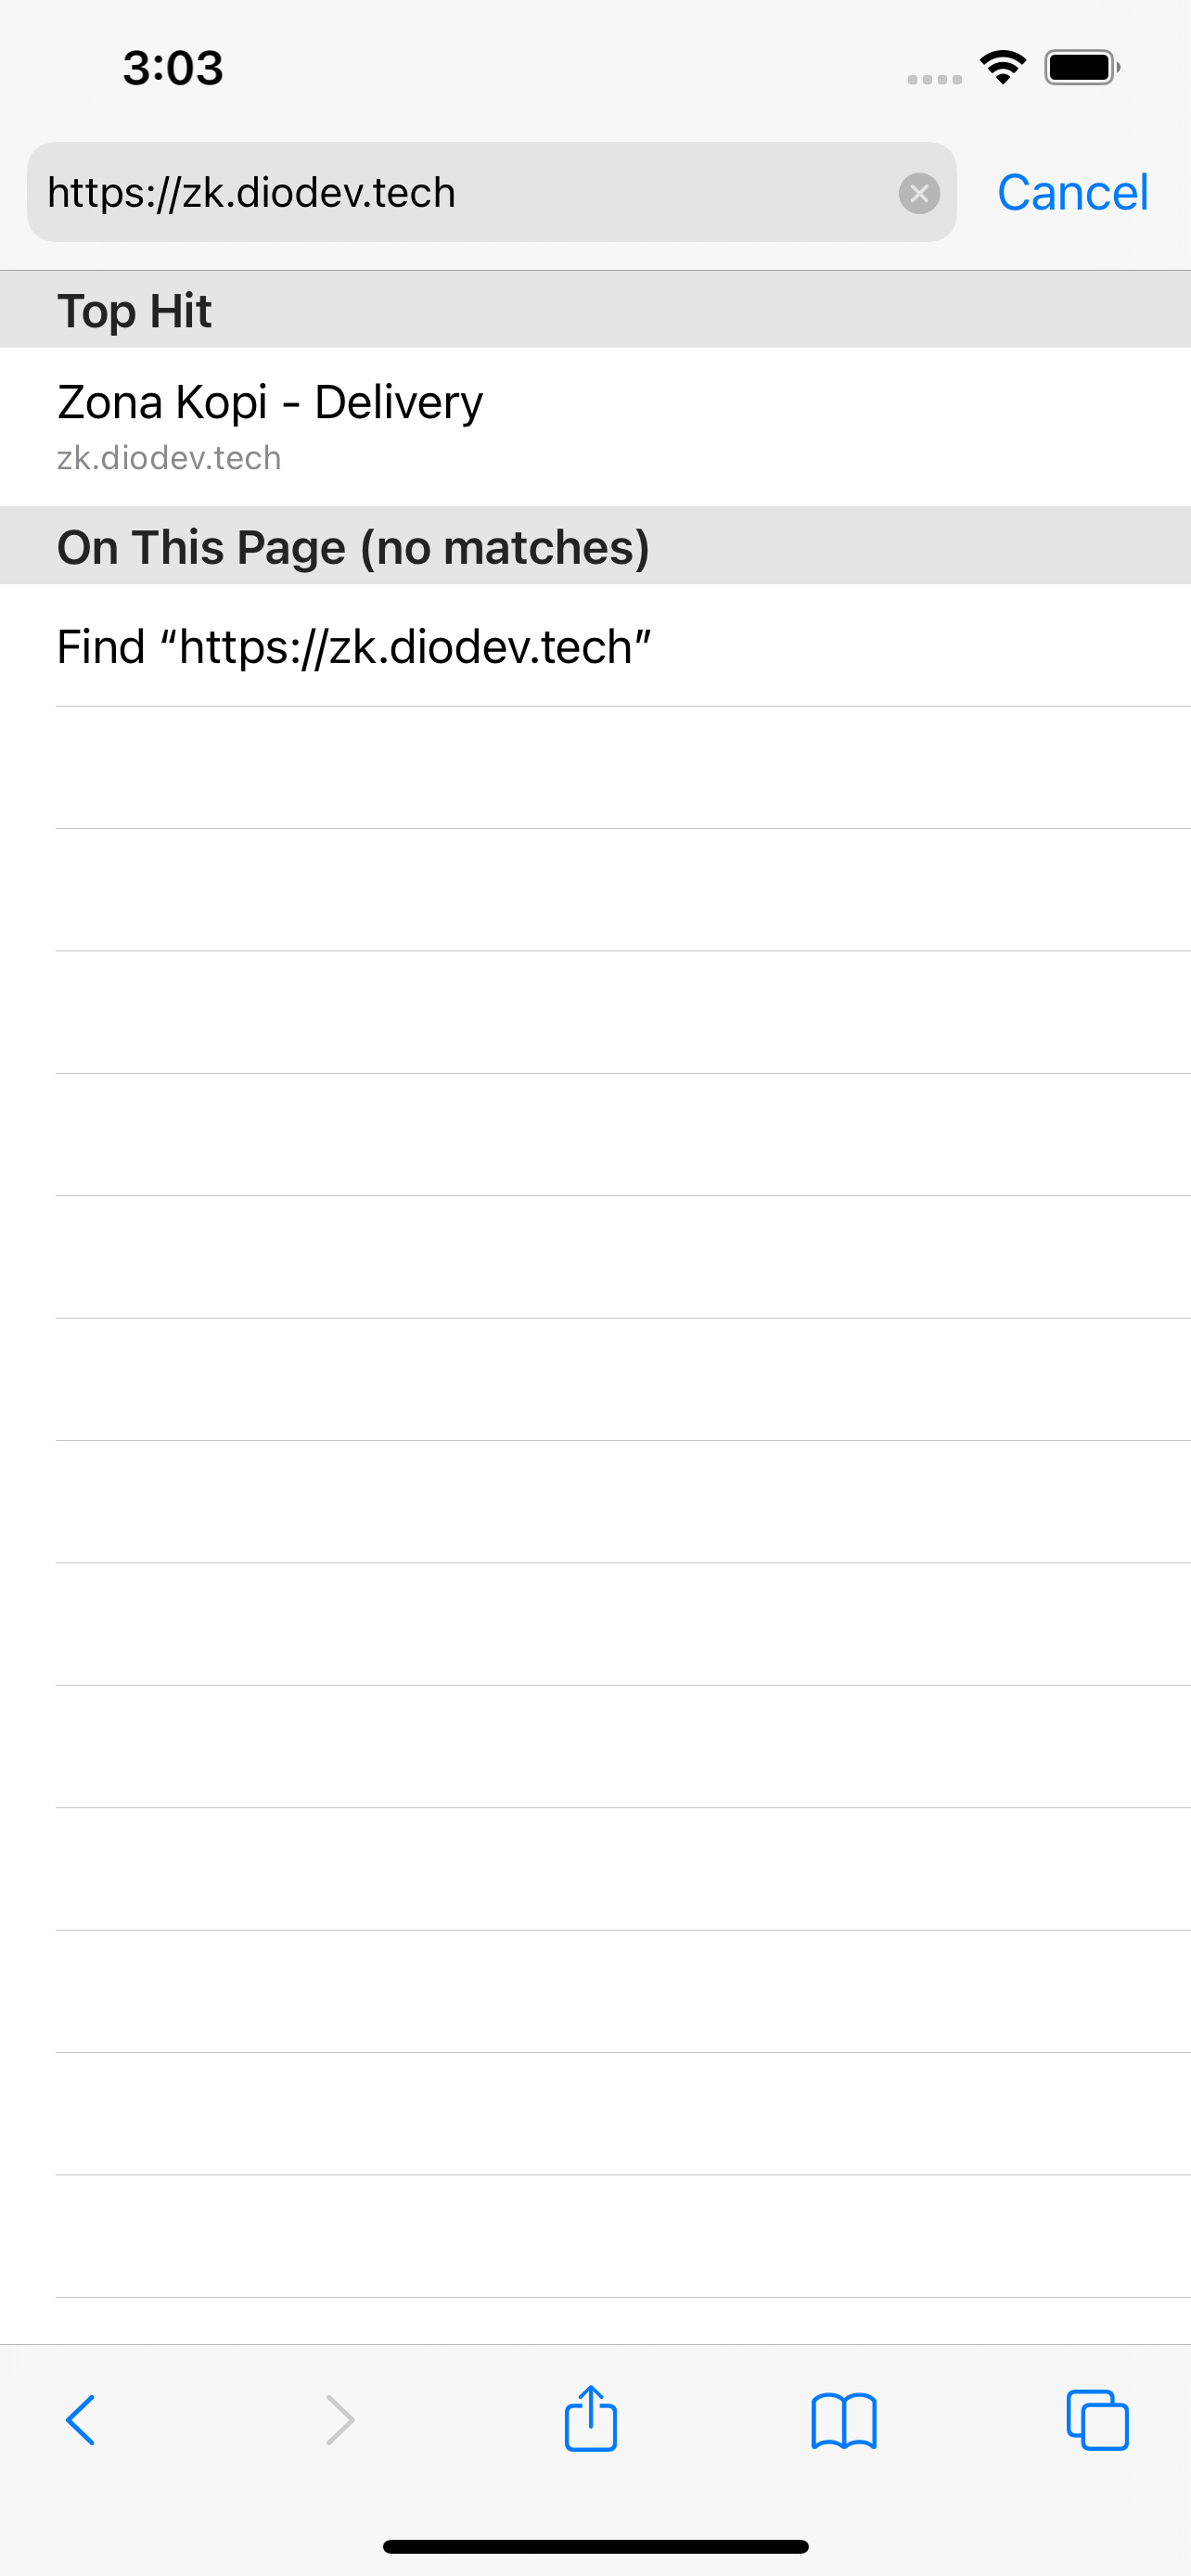 3:03
https://zk.diodev.tech
Cancel
Top Hit
Zona Kopi - Delivery
zk.diodev.tech
On This Page (no matches)
Find “https://zk.diodev.tech”